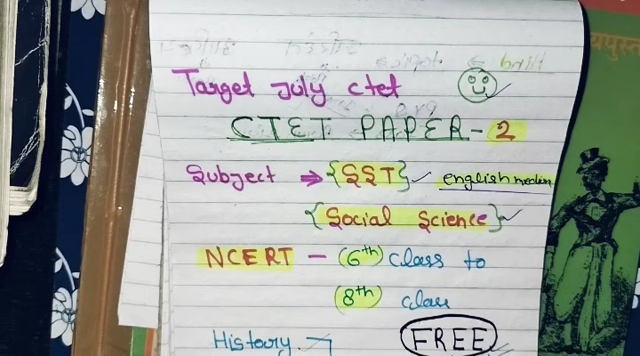 Target July ctet
CTET PAPER-2
Subject → {SST} ✓ english medium
{Social Science} ✓
NCERT - (6th) class to
(8th) class
History → FREE